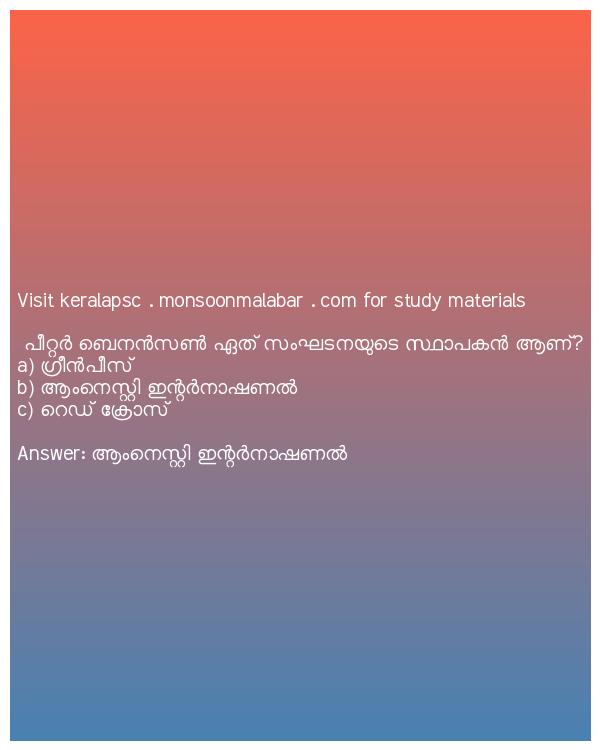 Visit keralapsc . monsoonmalabar . com for study materials
പീറ്റർ ബെനൻസൺ ഏത് സംഘടനയുടെ സ്ഥാപകൻ ആണ്?
a) ഗ്രീൻപീസ്
b) ആംനെസ്റ്റി ഇന്റർനാഷണൽ
c) റെഡ് ക്രോസ്
Answer: ആംനെസ്റ്റി ഇന്റർനാഷണൽ